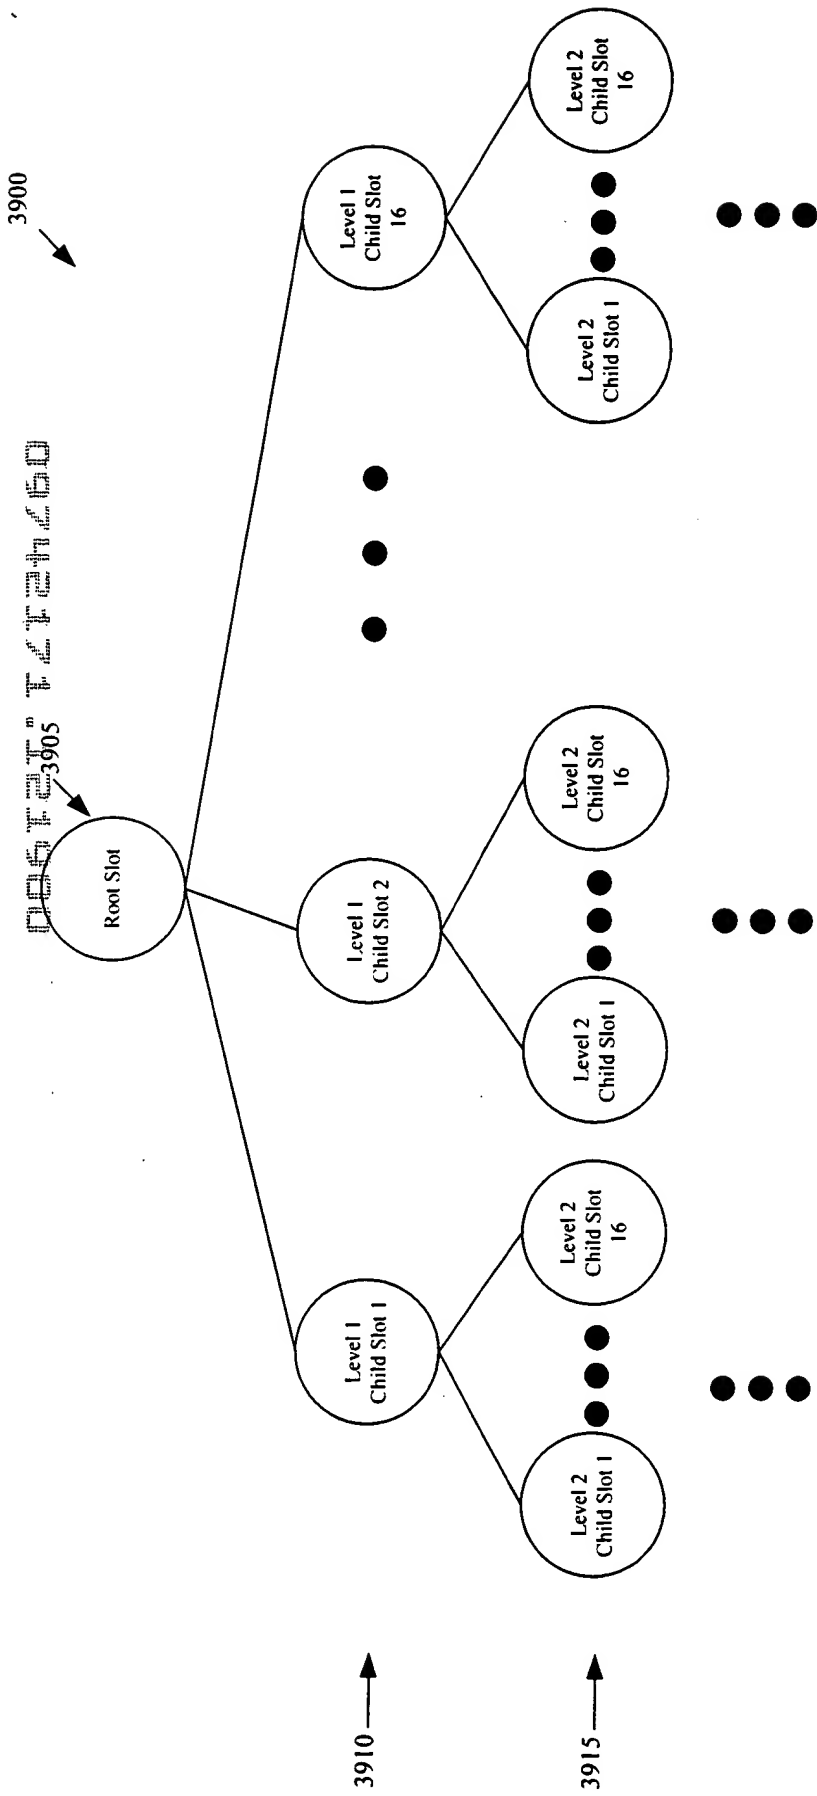 3900
3905
Root Slot
3910
Level 1
Child Slot 1
Level 1
Child Slot 2
Level 1
Child Slot
16
3915
Level 2
Child Slot 1
Level 2
Child Slot
16
Level 2
Child Slot 1
Level 2
Child Slot
16
Level 2
Child Slot 1
Level 2
Child Slot
16